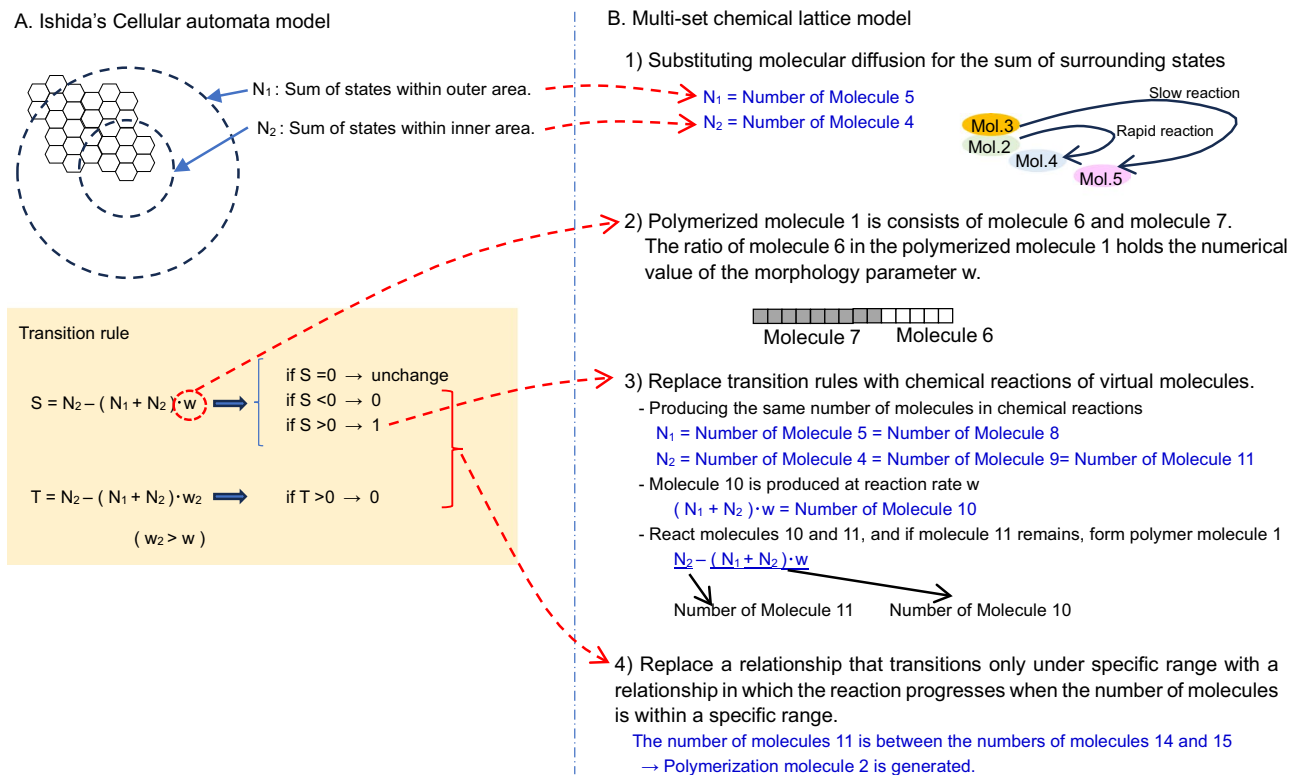 A. Ishida's Cellular automata model
N₁ : Sum of states within outer area.
N₂ : Sum of states within inner area.
Transition rule
S = N₂ – ( N₁ + N₂ )·w
if S =0 → unchange
if S <0 → 0
if S >0 → 1
T = N₂ – ( N₁ + N₂ )·w₂
if T >0 → 0
( w₂ > w )
B. Multi-set chemical lattice model
1) Substituting molecular diffusion for the sum of surrounding states
N₁ = Number of Molecule 5
N₂ = Number of Molecule 4
Slow reaction
Rapid reaction
Mol.3
Mol.2
Mol.4
Mol.5
2) Polymerized molecule 1 is consists of molecule 6 and molecule 7.
The ratio of molecule 6 in the polymerized molecule 1 holds the numerical
value of the morphology parameter w.
Molecule 7
Molecule 6
3) Replace transition rules with chemical reactions of virtual molecules.
- Producing the same number of molecules in chemical reactions
N₁ = Number of Molecule 5 = Number of Molecule 8
N₂ = Number of Molecule 4 = Number of Molecule 9= Number of Molecule 11
- Molecule 10 is produced at reaction rate w
( N₁ + N₂ )·w = Number of Molecule 10
- React molecules 10 and 11, and if molecule 11 remains, form polymer molecule 1
N₂ – ( N₁ + N₂ )·w
Number of Molecule 11
Number of Molecule 10
4) Replace a relationship that transitions only under specific range with a
relationship in which the reaction progresses when the number of molecules
is within a specific range.
The number of molecules 11 is between the numbers of molecules 14 and 15
→ Polymerization molecule 2 is generated.